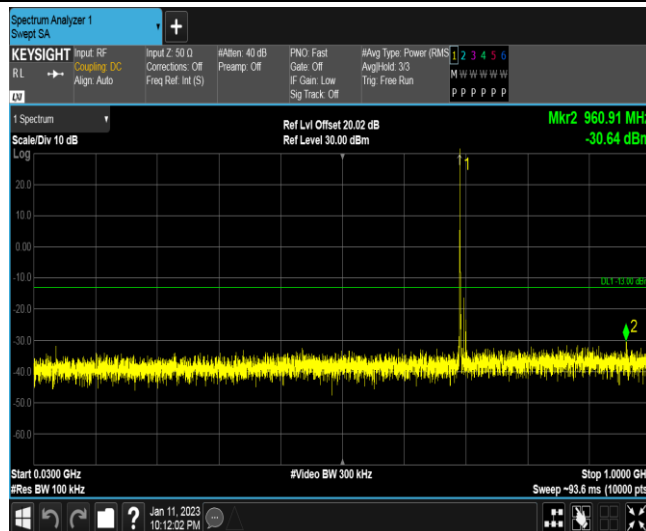 Spectrum Analyzer 1
Swept SA
+
KEYSIGHT
RL
LXI
Input: RF
Coupling: DC
Align: Auto
Input Z: 50 Ω
Corrections: Off
Freq Ref: Int (S)
#Atten: 40 dB
Preamp: Off
PNO: Fast
Gate: Off
IF Gain: Low
Sig Track: Off
#Avg Type: Power (RMS
Avg|Hold: 3/3
Trig: Free Run
1 2 3 4 5 6
M W W W W W
P P P P P P
1 Spectrum
Scale/Div 10 dB
Ref Lvl Offset 20.02 dB
Ref Level 30.00 dBm
Mkr2 960.91 MHz
-30.64 dBm
Log
1
20.0
10.0
0.00
-10.0
DL1 -13.00 dBm
-20.0
-30.0
2
-40.0
-50.0
-60.0
Start 0.0300 GHz
#Res BW 100 kHz
#Video BW 300 kHz
Stop 1.0000 GH
Sweep ~93.6 ms (10000 pts
?
Jan 11, 2023
10:12:02 PM